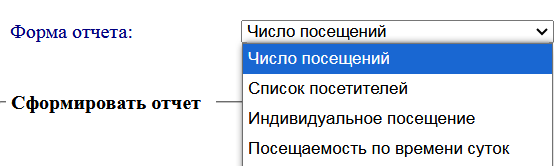 Форма отчета: Число посещений
Число посещений
Список посетителей
Сформировать отчет
Индивидуальное посещение
Посещаемость по времени суток